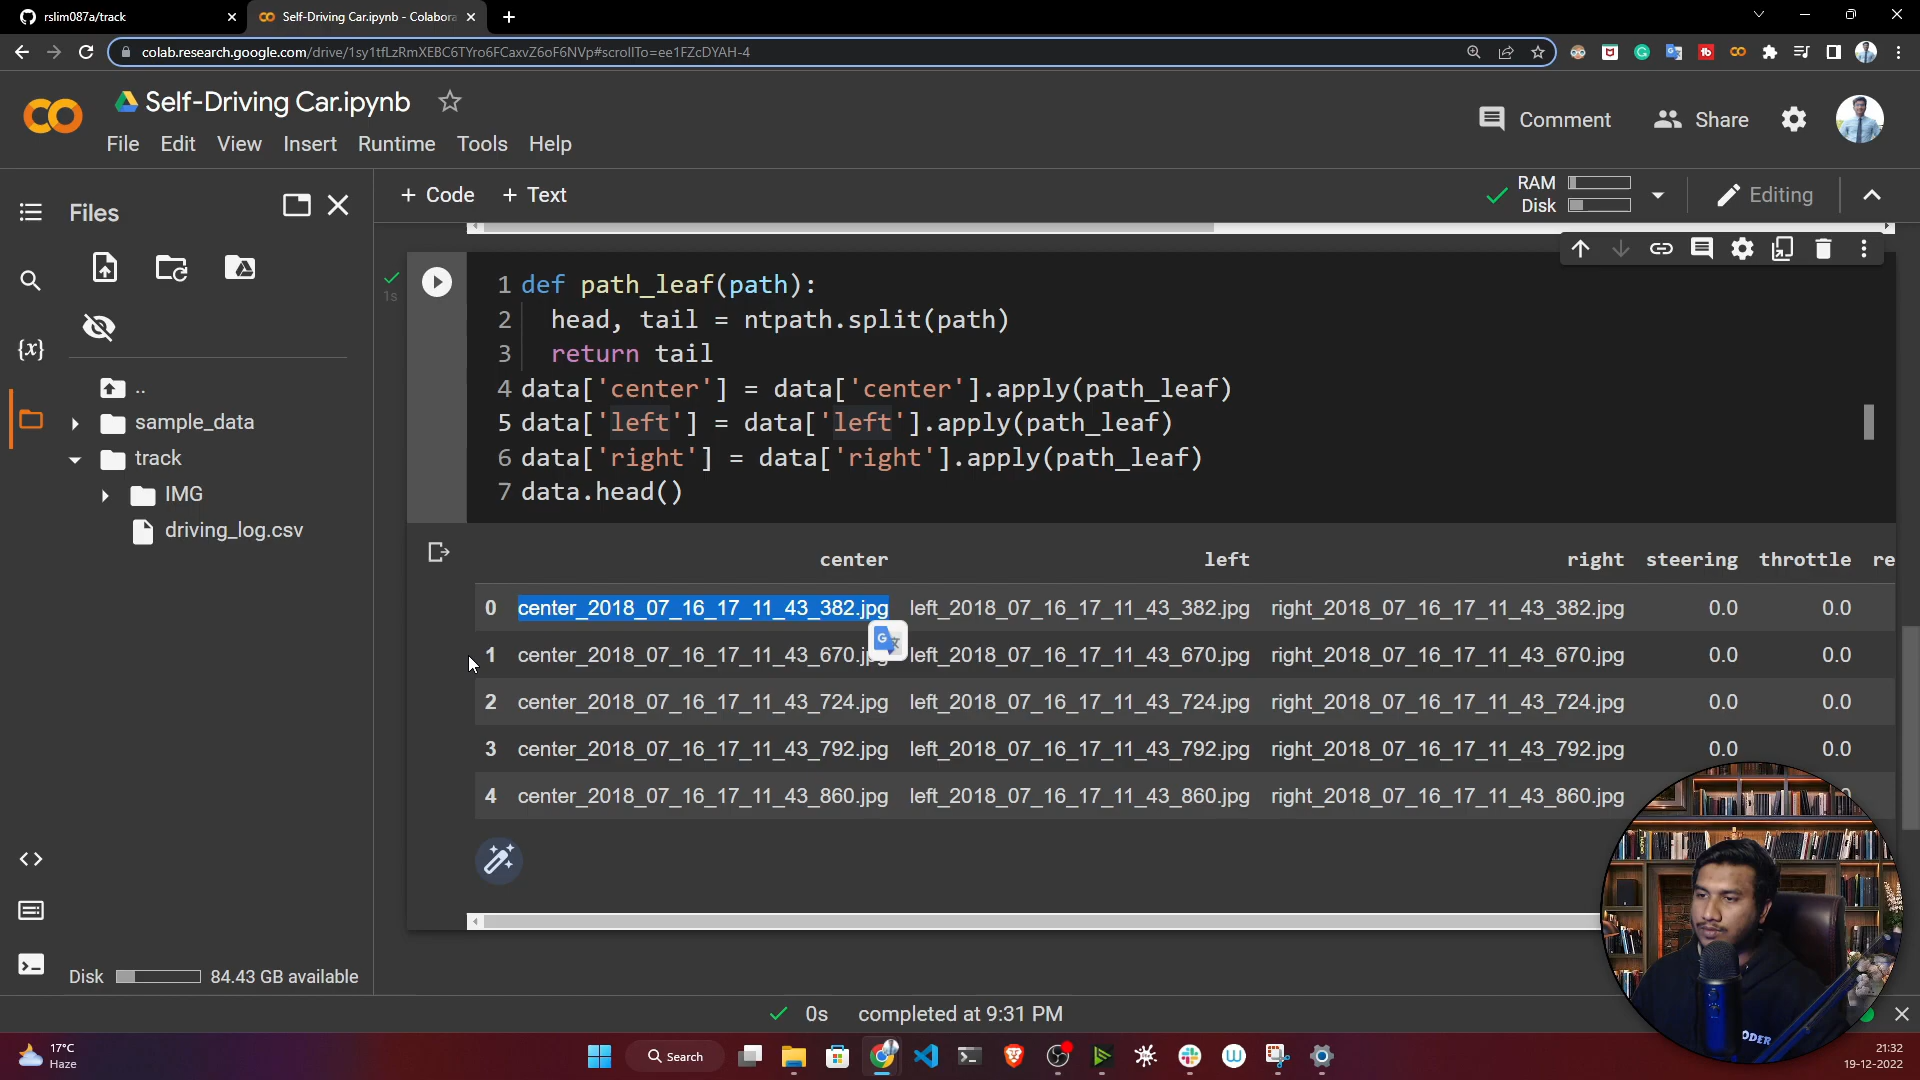 rslim087a/track
Self-Driving Car.ipynb - Colabora
colab.research.google.com/drive/1sy1tfLzRmXEBC6TYro6FCaxvZ6oF6NVp#scrollTo=ee1FZcDYAH-4
Self-Driving Car.ipynb
File Edit View Insert Runtime Tools Help
Comment
Share
Files
+ Code + Text
RAM
Disk
Editing
..
sample_data
track
IMG
driving_log.csv
{x}
1s
1 def path_leaf(path):
2 head, tail = ntpath.split(path)
3 return tail
4 data['center'] = data['center'].apply(path_leaf)
5 data['left'] = data['left'].apply(path_leaf)
6 data['right'] = data['right'].apply(path_leaf)
7 data.head()
center left right steering throttle re
0 center_2018_07_16_17_11_43_382.jpg left_2018_07_16_17_11_43_382.jpg right_2018_07_16_17_11_43_382.jpg 0.0 0.0
1 center_2018_07_16_17_11_43_670.jpg left_2018_07_16_17_11_43_670.jpg right_2018_07_16_17_11_43_670.jpg 0.0 0.0
2 center_2018_07_16_17_11_43_724.jpg left_2018_07_16_17_11_43_724.jpg right_2018_07_16_17_11_43_724.jpg 0.0 0.0
3 center_2018_07_16_17_11_43_792.jpg left_2018_07_16_17_11_43_792.jpg right_2018_07_16_17_11_43_792.jpg 0.0 0.0
4 center_2018_07_16_17_11_43_860.jpg left_2018_07_16_17_11_43_860.jpg right_2018_07_16_17_11_43_860.jpg
Disk 84.43 GB available
0s completed at 9:31 PM
17°C
Haze
Search
ODER
21:32
19-12-2022